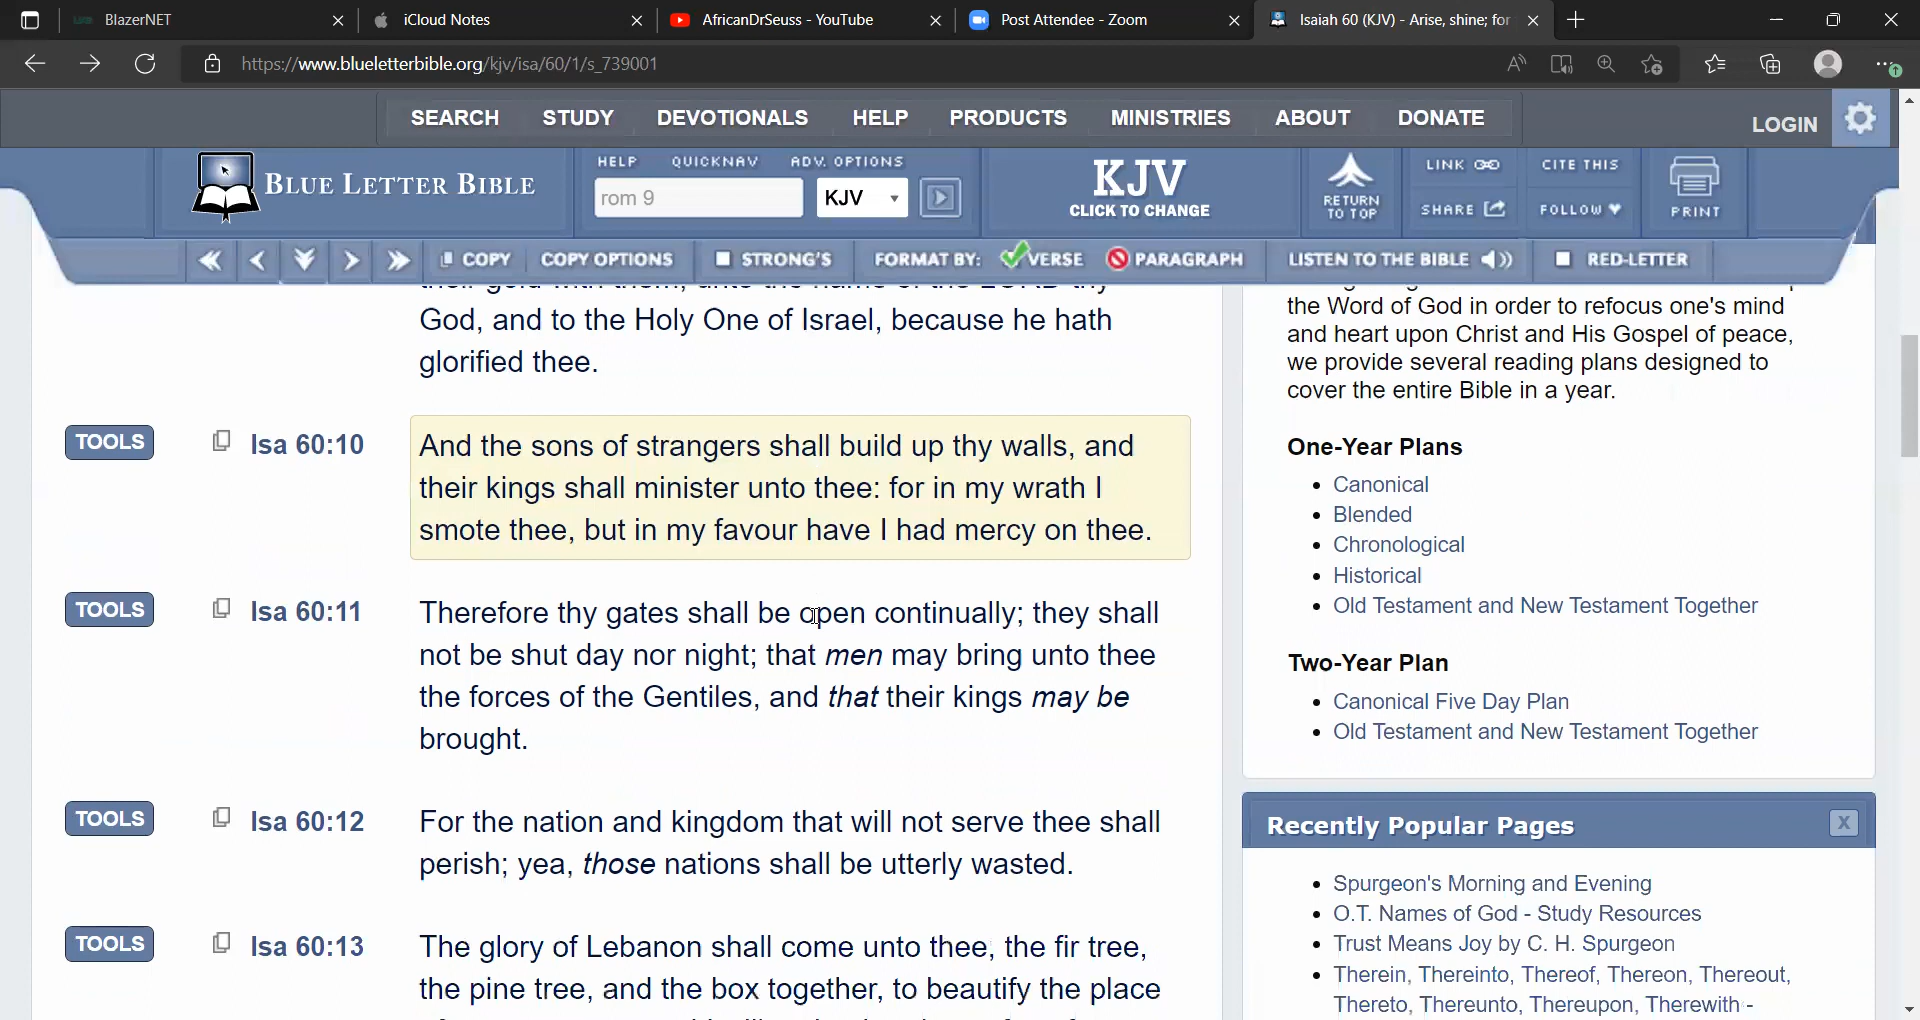 BlazerNET
iCloud Notes
AfricanDrSeuss - YouTube
Post Attendee - Zoom
Isaiah 60 (KJV) - Arise, shine; for
https://www.blueletterbible.org/kjv/isa/60/1/s_739001
SEARCH STUDY DEVOTIONALS HELP PRODUCTS MINISTRIES ABOUT DONATE LOGIN
HELP QUICKNAV ADV. OPTIONS
BLUE LETTER BIBLE
rom 9
KJV
KJV
CLICK TO CHANGE
RETURN
TO TOP
LINK
SHARE
CITE THIS
FOLLOW
PRINT
COPY COPY OPTIONS STRONG'S FORMAT BY: VERSE PARAGRAPH LISTEN TO THE BIBLE RED-LETTER
their gold with them, unto the name of the LORD thy
God, and to the Holy One of Israel, because he hath
glorified thee.
TOOLS Isa 60:10 And the sons of strangers shall build up thy walls, and
their kings shall minister unto thee: for in my wrath I
smote thee, but in my favour have I had mercy on thee.
TOOLS Isa 60:11 Therefore thy gates shall be open continually; they shall
not be shut day nor night; that men may bring unto thee
the forces of the Gentiles, and that their kings may be
brought.
TOOLS Isa 60:12 For the nation and kingdom that will not serve thee shall
perish; yea, those nations shall be utterly wasted.
TOOLS Isa 60:13 The glory of Lebanon shall come unto thee, the fir tree,
the pine tree, and the box together, to beautify the place
the Word of God in order to refocus one's mind
and heart upon Christ and His Gospel of peace,
we provide several reading plans designed to
cover the entire Bible in a year.
One-Year Plans
Canonical
Blended
Chronological
Historical
Old Testament and New Testament Together
Two-Year Plan
Canonical Five Day Plan
Old Testament and New Testament Together
Recently Popular Pages
X
Spurgeon's Morning and Evening
O.T. Names of God - Study Resources
Trust Means Joy by C. H. Spurgeon
Therein, Thereinto, Thereof, Thereon, Thereout,
Thereto, Thereunto, Thereupon, Therewith -